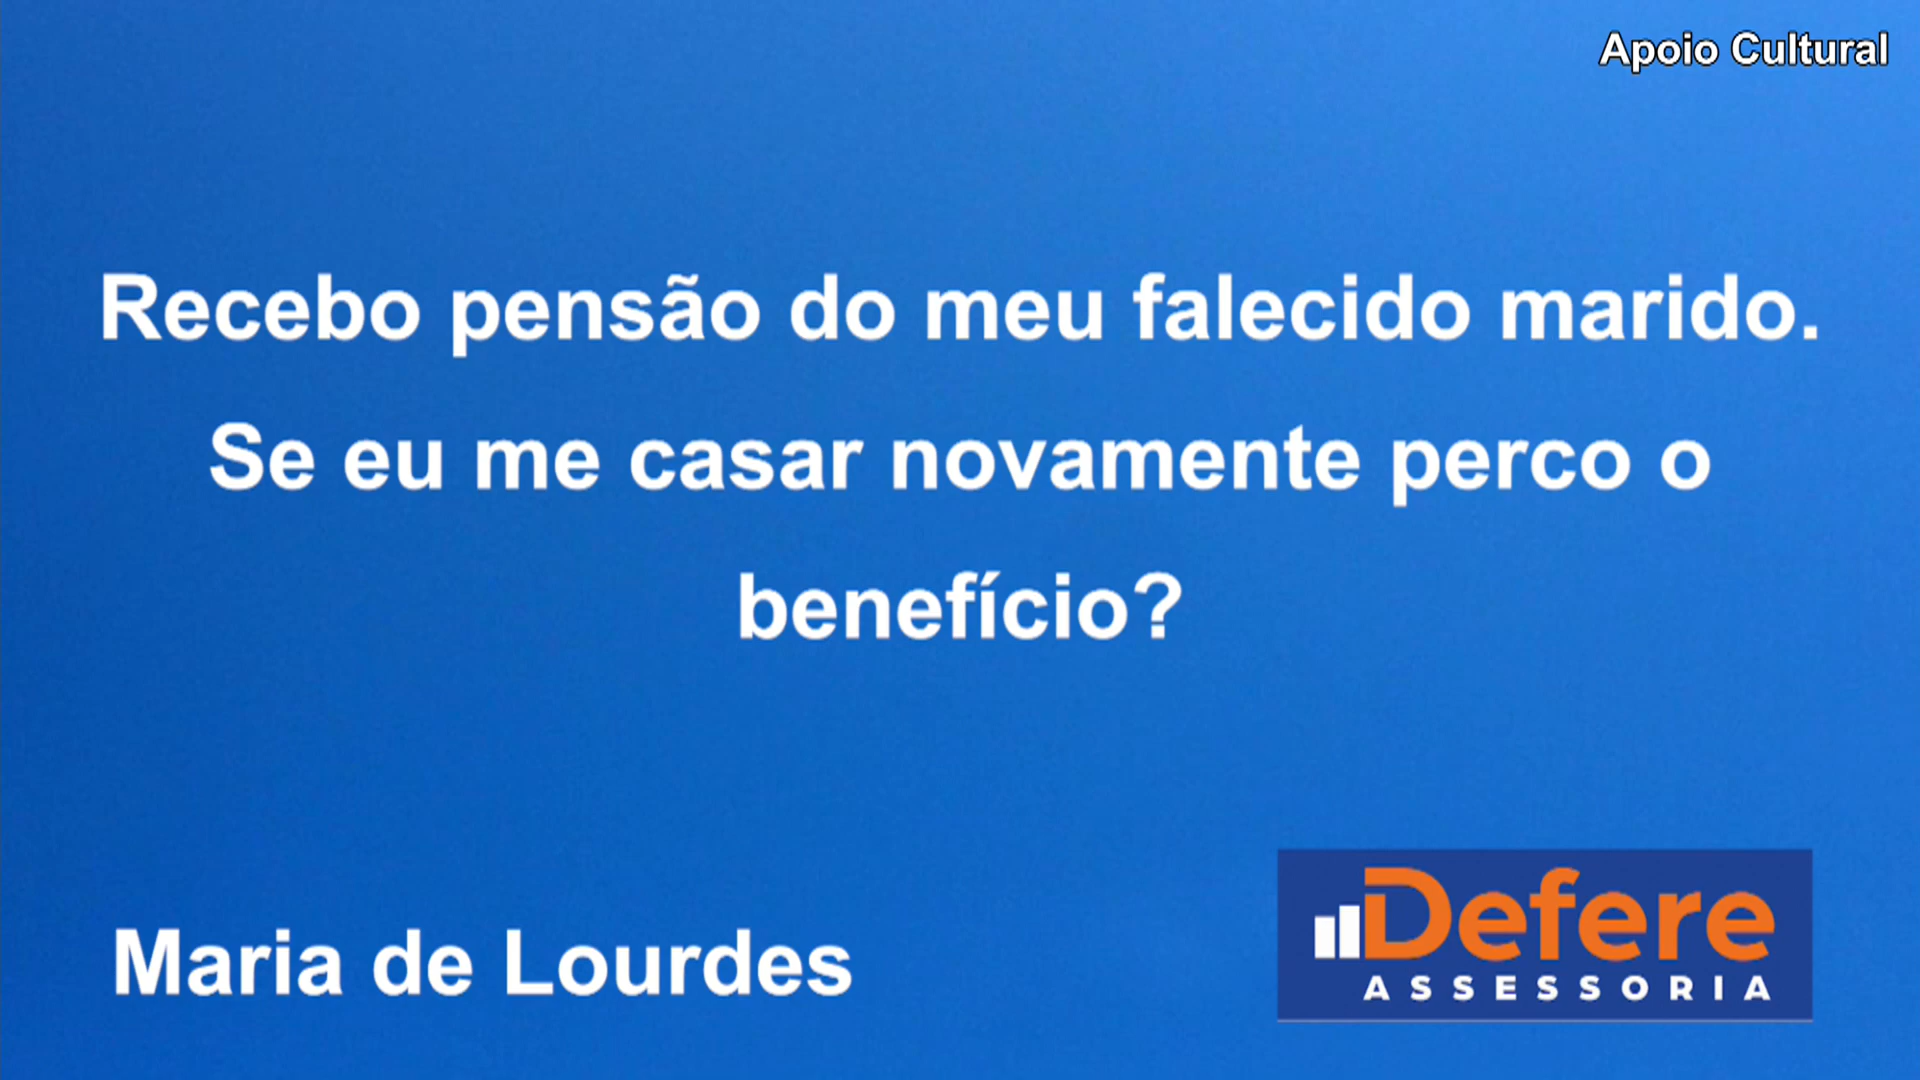 Apoio Cultural
Recebo pensão do meu falecido marido.
Se eu me casar novamente perco o
benefício?
Maria de Lourdes
Defere
ASSESSORIA